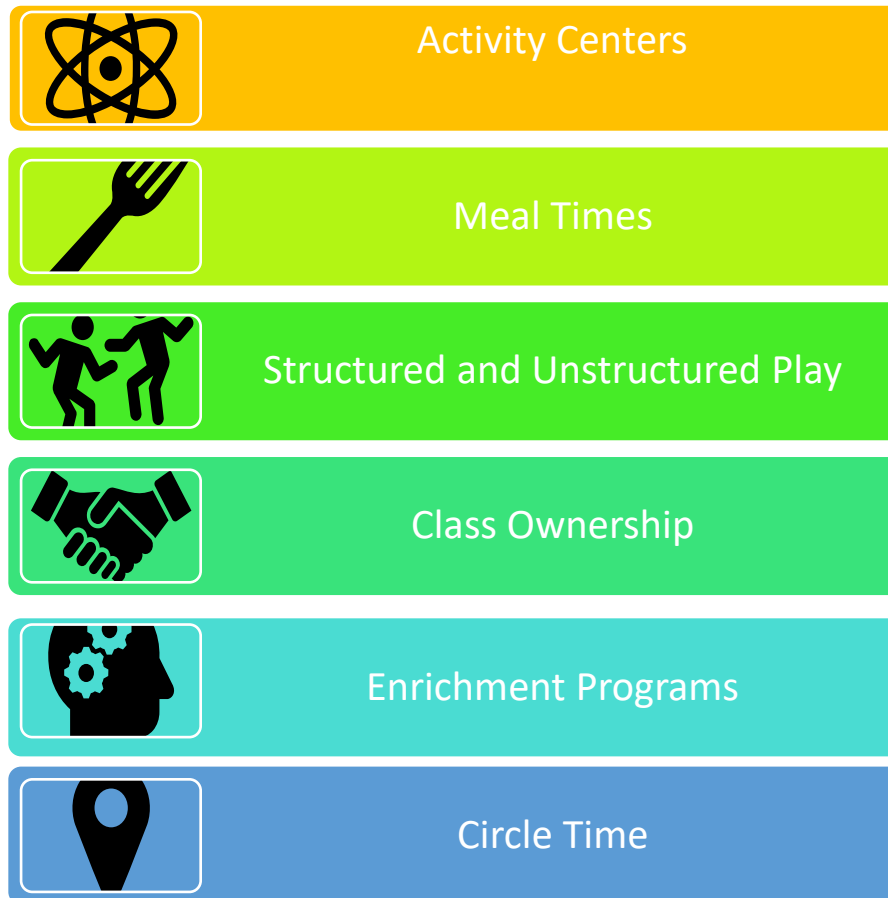 Activity Centers
Meal Times
Structured and Unstructured Play
Class Ownership
Enrichment Programs
Circle Time